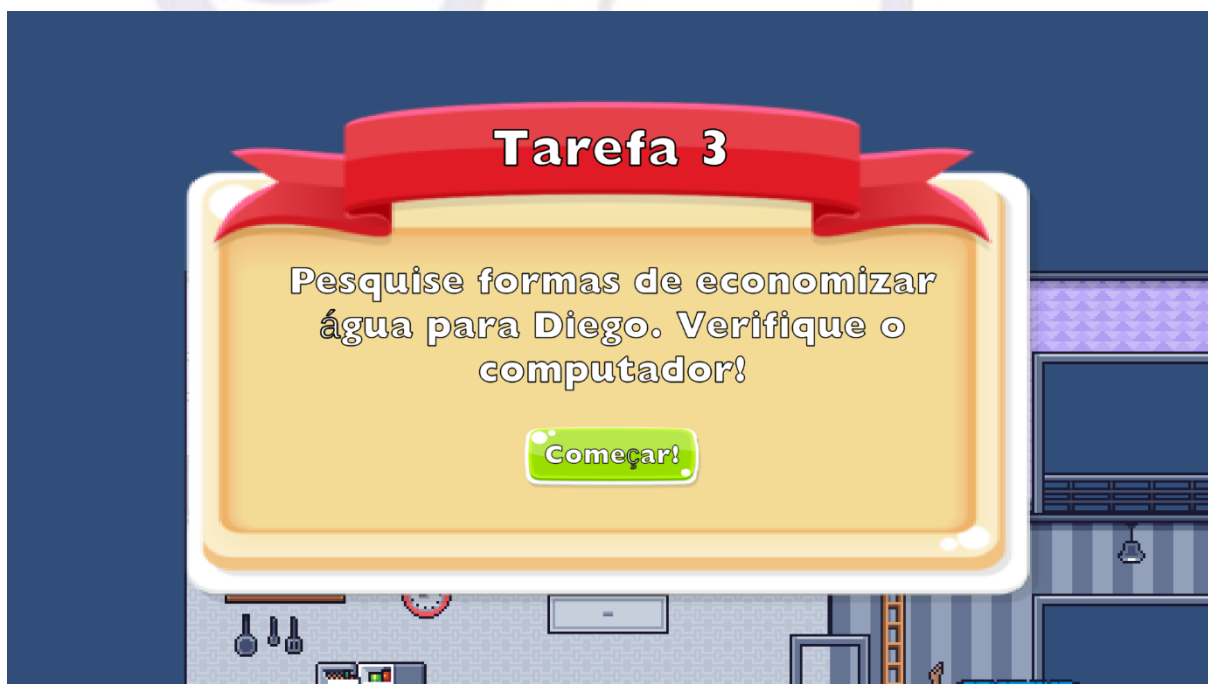 Tarefa 3
Pesquise formas de economizar
água para Diego. Verifique o
computador!
Começar!